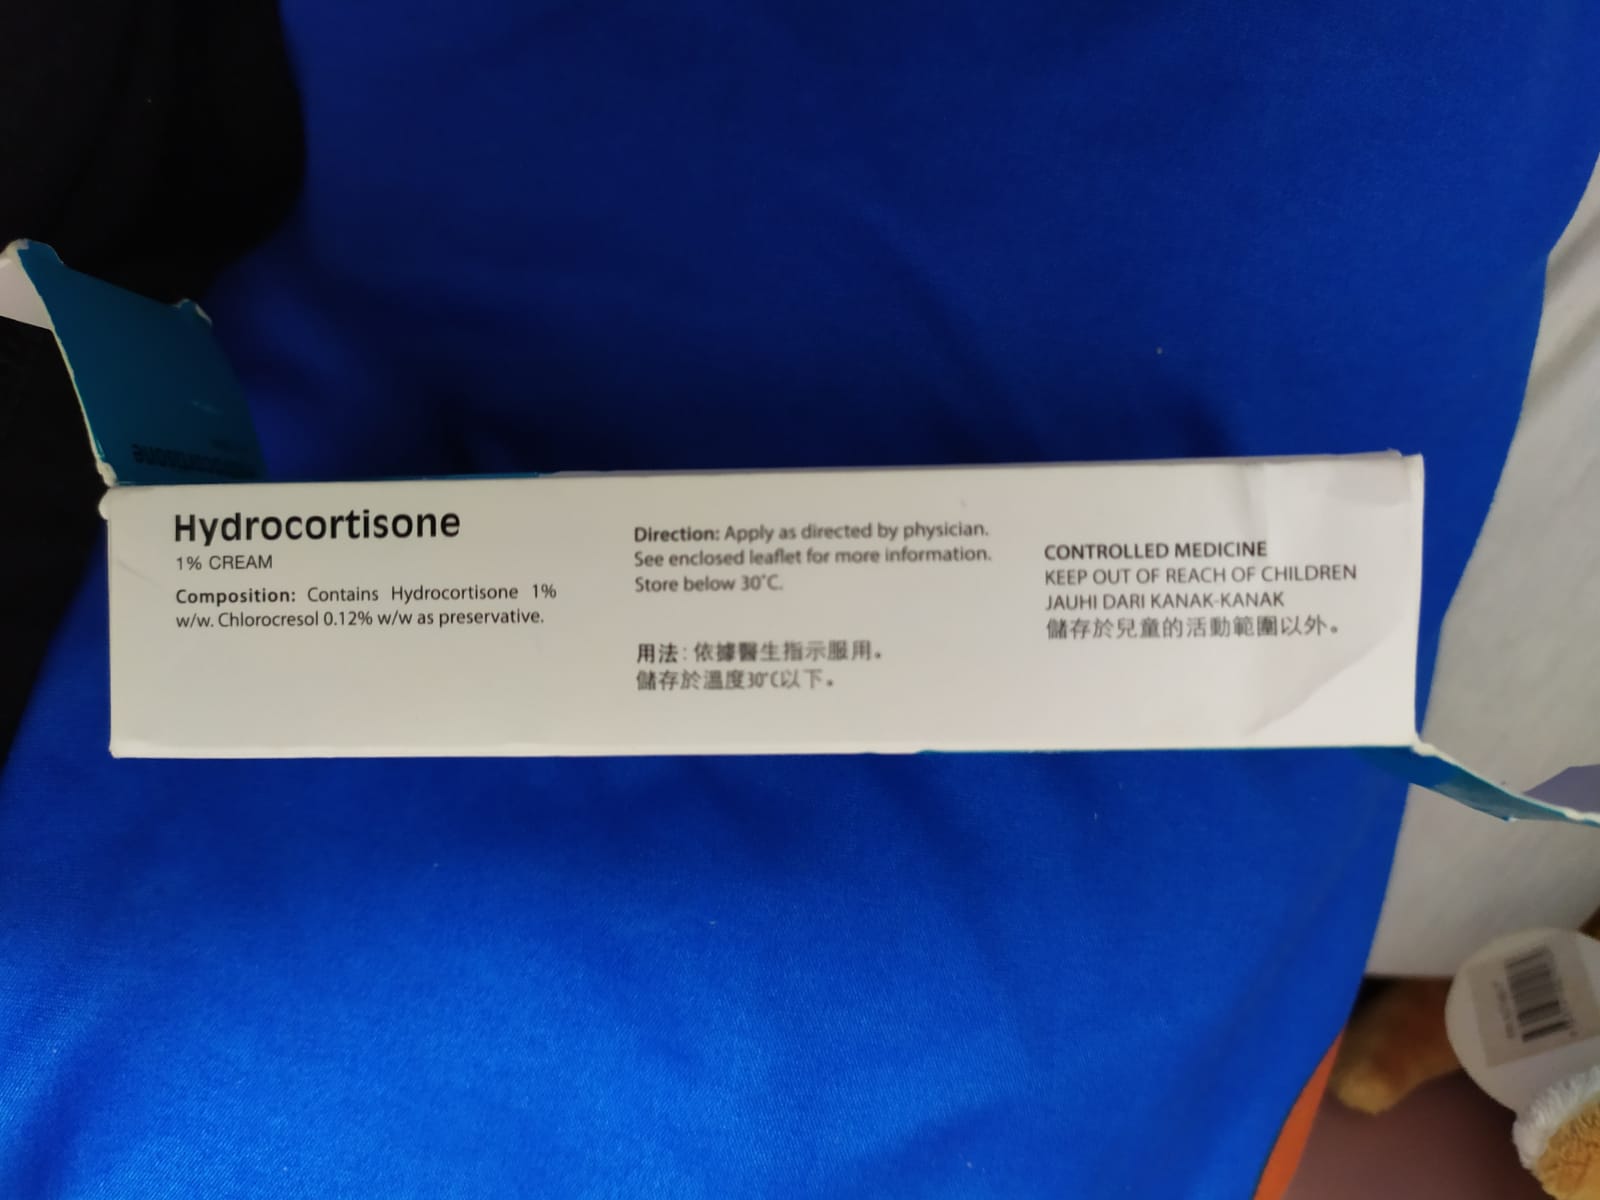 Hydrocortisone
1% CREAM
Composition: Contains Hydrocortisone 1%
w/w. Chlorocresol 0.12% w/w as preservative.
Direction: Apply as directed by physician.
See enclosed leaflet for more information.
Store below 30°C.
用法:依據醫生指示服用。
儲存於溫度30℃以下。
CONTROLLED MEDICINE
KEEP OUT OF REACH OF CHILDREN
JAUHI DARI KANAK-KANAK
儲存於兒童的活動範圍以外。